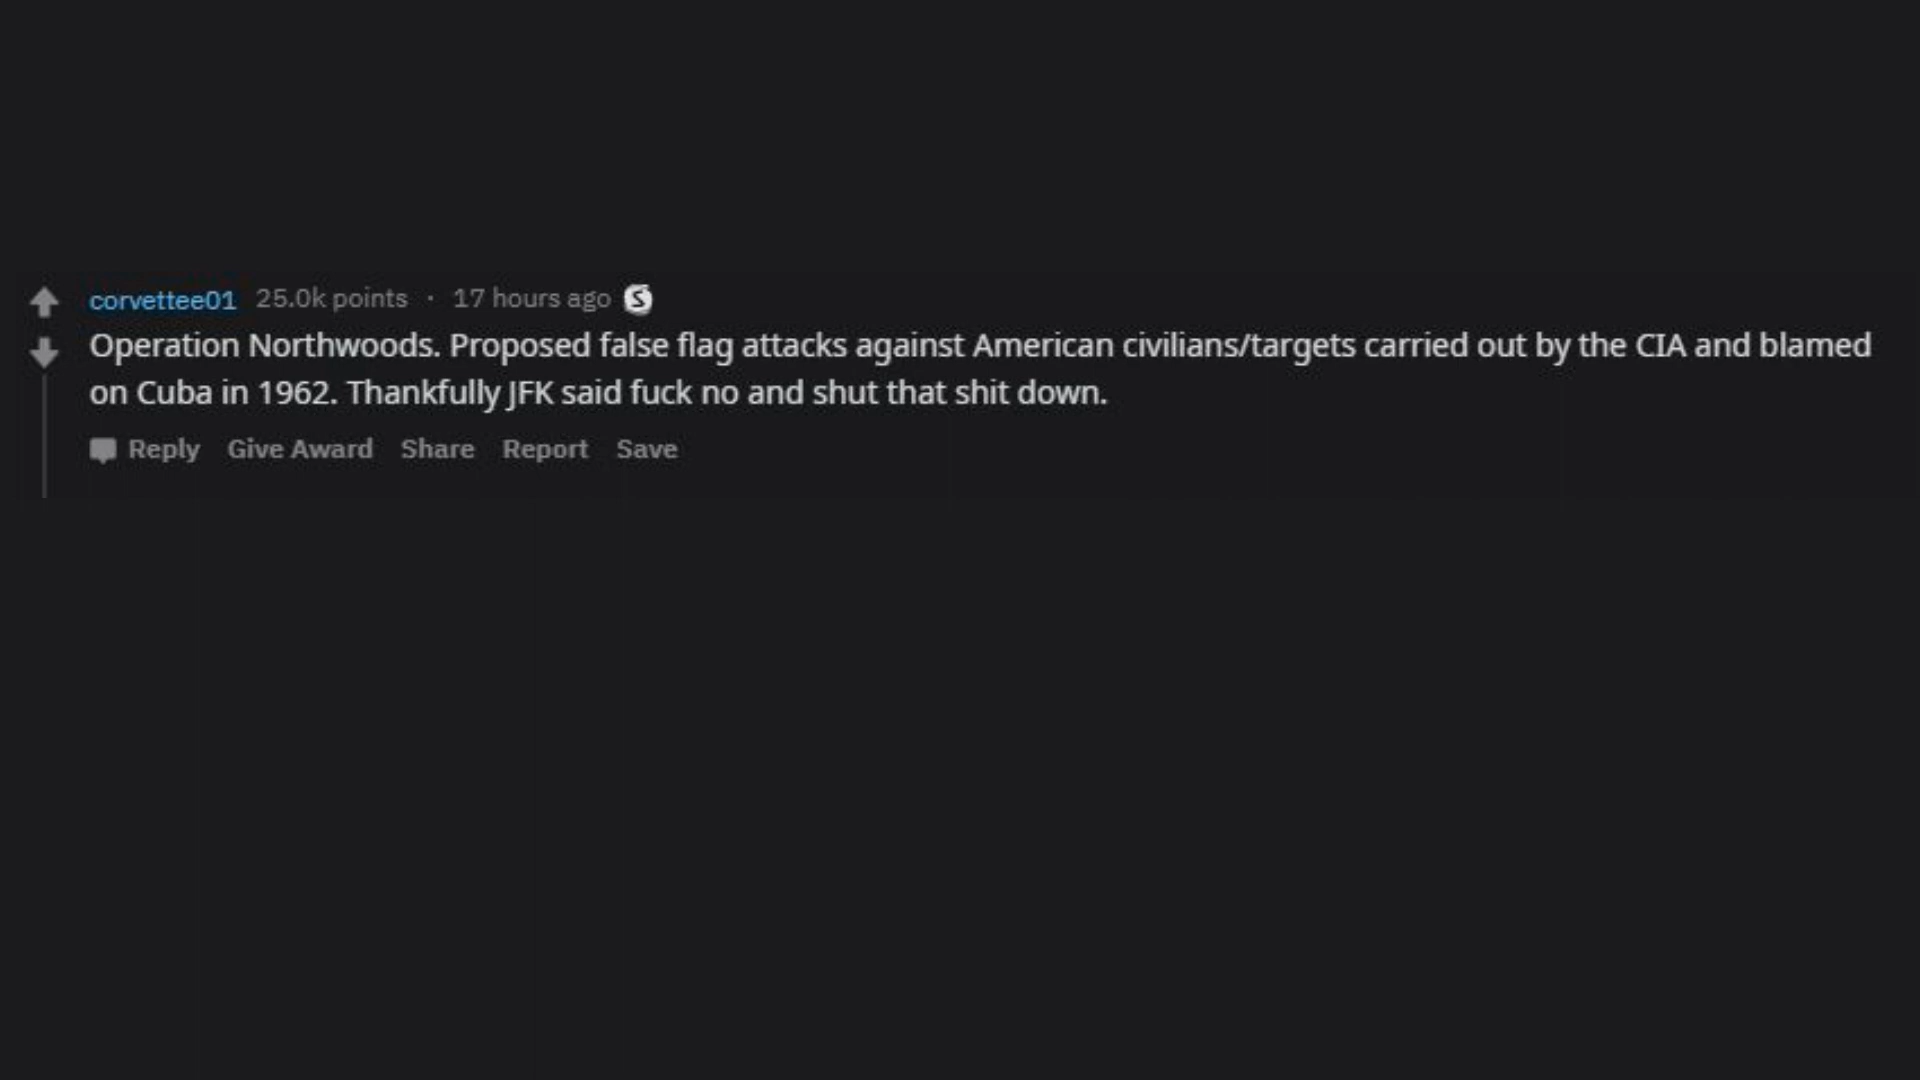 corvettee01 25.0k points · 17 hours ago S
Operation Northwoods. Proposed false flag attacks against American civilians/targets carried out by the CIA and blamed
on Cuba in 1962. Thankfully JFK said fuck no and shut that shit down.
Reply Give Award Share Report Save